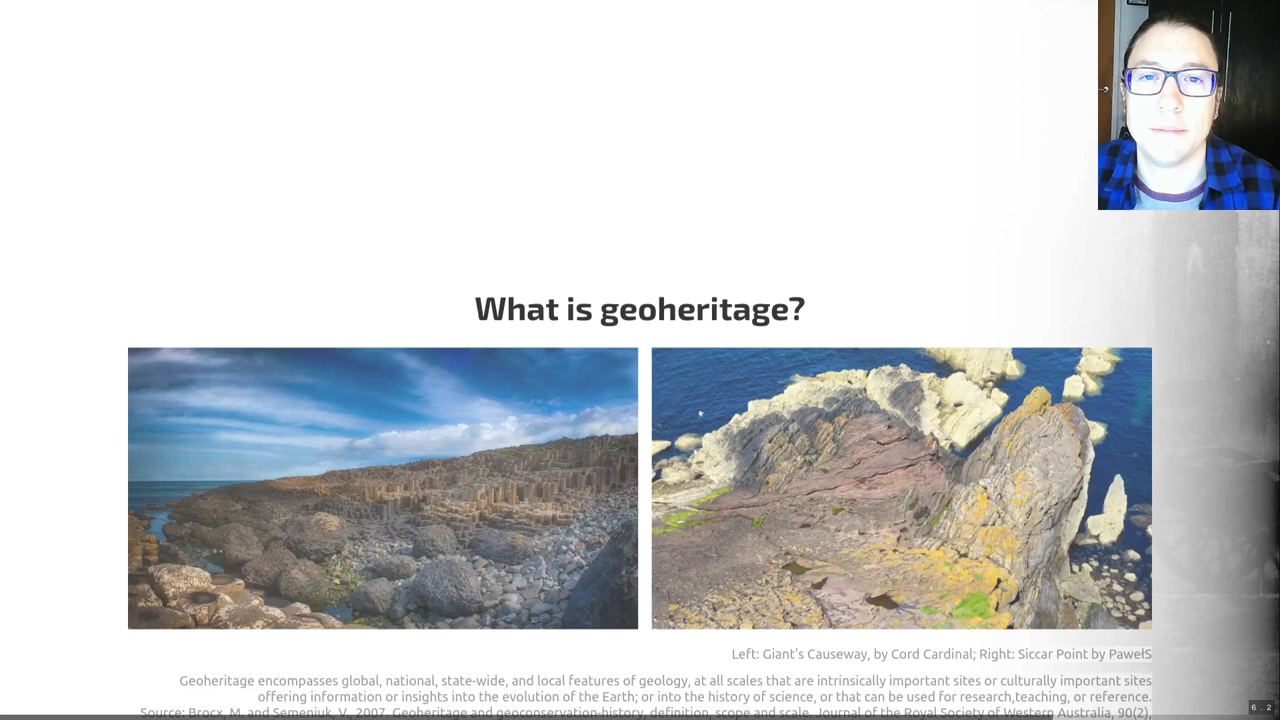 What is geoheritage?
Left: Giant's Causeway, by Cord Cardinal; Right: Siccar Point by PawełS
Geoheritage encompasses global, national, state-wide, and local features of geology, at all scales that are intrinsically important sites or culturally important sites
offering information or insights into the evolution of the Earth; or into the history of science, or that can be used for research,teaching, or reference.
Source: Brocx, M. and Semeniuk, V., 2007. Geoheritage and geoconservation-history, definition, scope and scale. Journal of the Royal Society of Western Australia, 90(2).
6.2